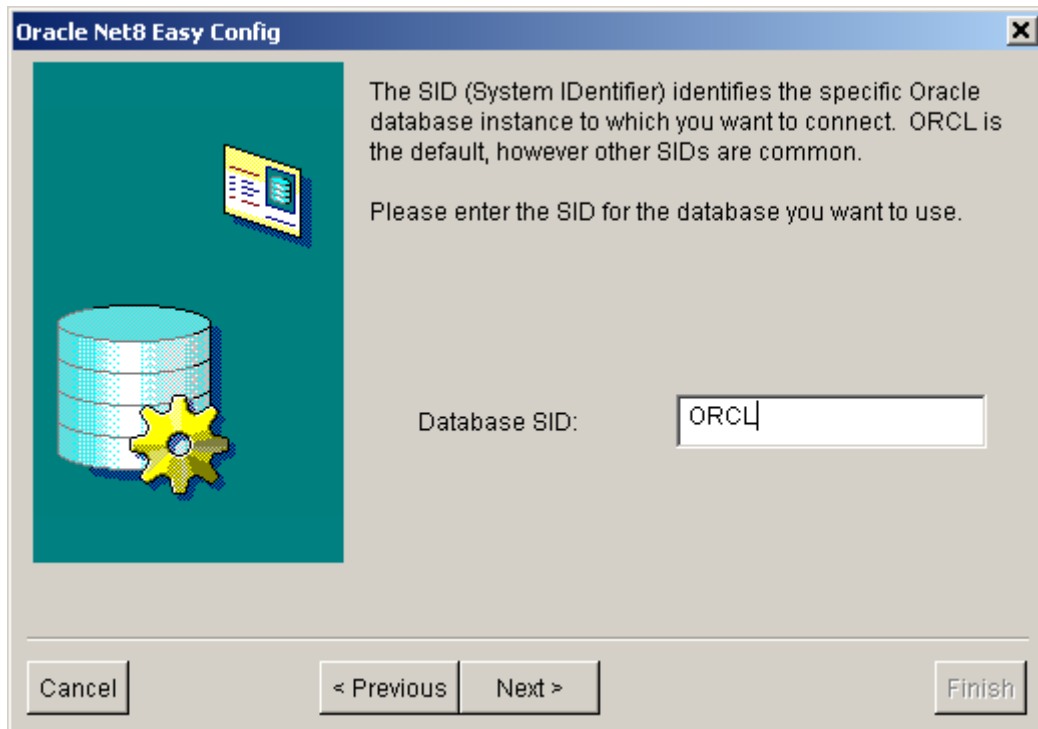 Oracle Net8 Easy Config
The SID (System IDentifier) identifies the specific Oracle
database instance to which you want to connect.  ORCL is
the default, however other SIDs are common.
Please enter the SID for the database you want to use.
Database SID:
ORCL
Cancel
< Previous
Next >
Finish